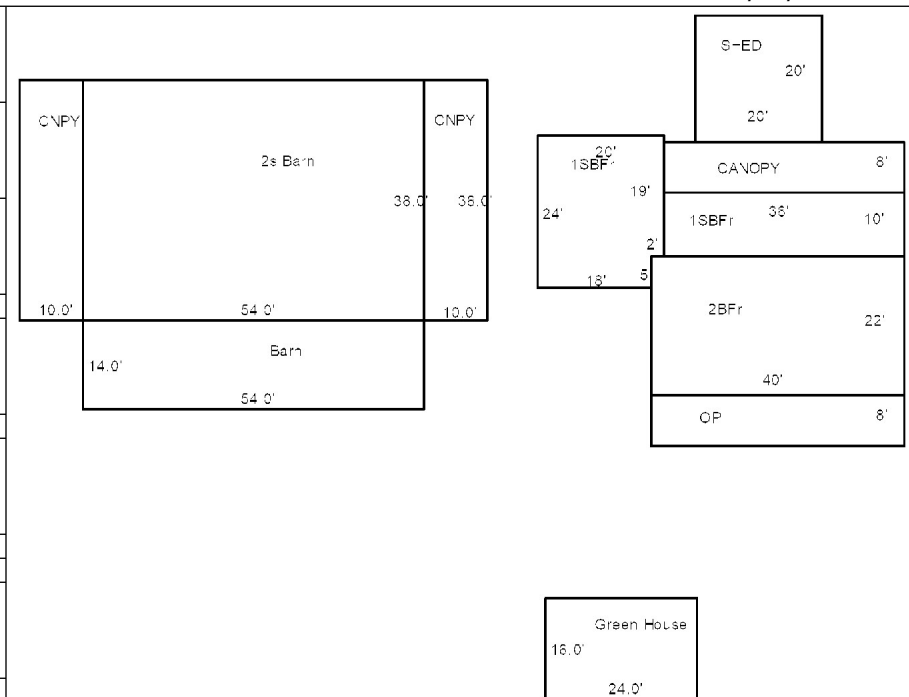 S-ED
20'
20'
CNPY
CNPY
2s Barn
38.0'
38.0'
10.0'
54.0'
10.0'
Barn
14.0'
54.0'
20'
1SBFr
19'
24'
2'
18'
5
CANOPY
8'
1SBFr
38'
10'
2BFr
22'
40'
OP
8'
Green House
16.0'
24.0'